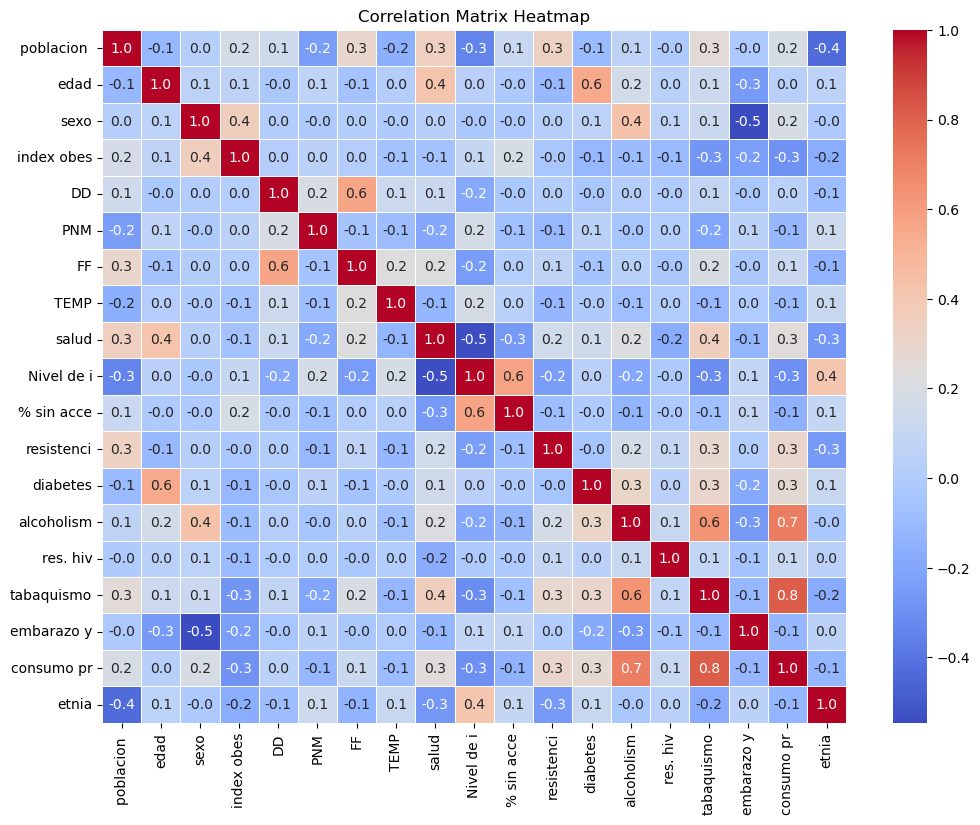 Correlation Matrix Heatmap
poblacion 1.0 -0.1 0.0 0.2 0.1 -0.2 0.3 -0.2 0.3 -0.3 0.1 0.3 -0.1 0.1 -0.0 0.3 -0.0 0.2 -0.4
edad -0.1 1.0 0.1 0.1 -0.0 0.1 -0.1 0.0 0.4 0.0 -0.0 -0.1 0.6 0.2 0.0 0.1 -0.3 0.0 0.1
sexo 0.0 0.1 1.0 0.4 0.0 -0.0 0.0 -0.0 0.0 -0.0 -0.0 0.0 0.1 0.4 0.1 0.1 -0.5 0.2 -0.0
index obes 0.2 0.1 0.4 1.0 0.0 0.0 0.0 -0.1 -0.1 0.1 0.2 -0.0 -0.1 -0.1 -0.1 -0.3 -0.2 -0.3 -0.2
DD 0.1 -0.0 0.0 0.0 1.0 0.2 0.6 0.1 0.1 -0.2 -0.0 0.0 -0.0 0.0 -0.0 0.1 -0.0 0.0 -0.1
PNM -0.2 0.1 -0.0 0.0 0.2 1.0 -0.1 -0.1 -0.2 0.2 -0.1 -0.1 0.1 -0.0 0.0 -0.2 0.1 -0.1 0.1
FF 0.3 -0.1 0.0 0.0 0.6 -0.1 1.0 0.2 0.2 -0.2 0.0 0.1 -0.1 0.0 -0.0 0.2 -0.0 0.1 -0.1
TEMP -0.2 0.0 -0.0 -0.1 0.1 -0.1 0.2 1.0 -0.1 0.2 0.0 -0.1 -0.0 -0.1 0.0 -0.1 0.0 -0.1 0.1
salud 0.3 0.4 0.0 -0.1 0.1 -0.2 0.2 -0.1 1.0 -0.5 -0.3 0.2 0.1 0.2 -0.2 0.4 -0.1 0.3 -0.3
Nivel de i -0.3 0.0 -0.0 0.1 -0.2 0.2 -0.2 0.2 -0.5 1.0 0.6 -0.2 0.0 -0.2 -0.0 -0.3 0.1 -0.3 0.4
% sin acce 0.1 -0.0 -0.0 0.2 -0.0 -0.1 0.0 0.0 -0.3 0.6 1.0 -0.1 -0.0 -0.1 -0.0 -0.1 0.1 -0.1 0.1
resistenci 0.3 -0.1 0.0 -0.0 0.0 -0.1 0.1 -0.1 0.2 -0.2 -0.1 1.0 -0.0 0.2 0.1 0.3 0.0 0.3 -0.3
diabetes -0.1 0.6 0.1 -0.1 -0.0 0.1 -0.1 -0.0 0.1 0.0 -0.0 -0.0 1.0 0.3 0.0 0.3 -0.2 0.3 0.1
alcoholism 0.1 0.2 0.4 -0.1 0.0 -0.0 0.0 -0.1 0.2 -0.2 -0.1 0.2 0.3 1.0 0.1 0.6 -0.3 0.7 -0.0
res. hiv -0.0 0.0 0.1 -0.1 -0.0 0.0 -0.0 0.0 -0.2 -0.0 -0.0 0.1 0.0 0.1 1.0 0.1 -0.1 0.1 0.0
tabaquismo 0.3 0.1 0.1 -0.3 0.1 -0.2 0.2 -0.1 0.4 -0.3 -0.1 0.3 0.3 0.6 0.1 1.0 -0.1 0.8 -0.2
embarazo y -0.0 -0.3 -0.5 -0.2 -0.0 0.1 -0.0 0.0 -0.1 0.1 0.1 0.0 -0.2 -0.3 -0.1 -0.1 1.0 -0.1 0.0
consumo pr 0.2 0.0 0.2 -0.3 0.0 -0.1 0.1 -0.1 0.3 -0.3 -0.1 0.3 0.3 0.7 0.1 0.8 -0.1 1.0 -0.1
etnia -0.4 0.1 -0.0 -0.2 -0.1 0.1 -0.1 0.1 -0.3 0.4 0.1 -0.3 0.1 -0.0 0.0 -0.2 0.0 -0.1 1.0
poblacion edad sexo index obes DD PNM FF TEMP salud Nivel de i % sin acce resistenci diabetes alcoholism res. hiv tabaquismo embarazo y consumo pr etnia
1.0
0.8
0.6
0.4
0.2
0.0
−0.2
−0.4